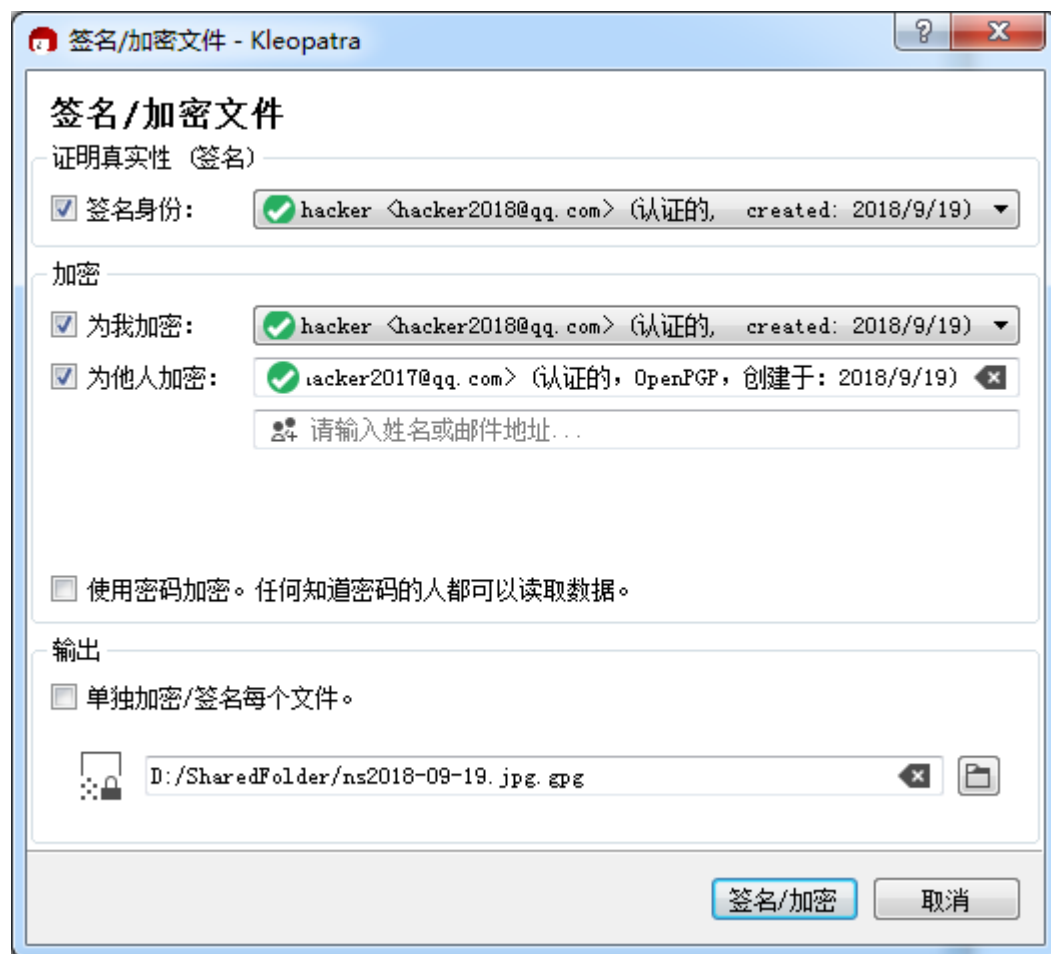 签名/加密文件 - Kleopatra
签名/加密文件
证明真实性 (签名)
签名身份: hacker <hacker2018@qq.com> (认证的, created: 2018/9/19)
加密
为我加密: hacker <hacker2018@qq.com> (认证的, created: 2018/9/19)
为他人加密: acker2017@qq.com> (认证的, OpenPGP, 创建于: 2018/9/19)
请输入姓名或邮件地址...
使用密码加密。任何知道密码的人都可以读取数据。
输出
单独加密/签名每个文件。
D:/SharedFolder/ns2018-09-19.jpg.gpg
签名/加密 取消